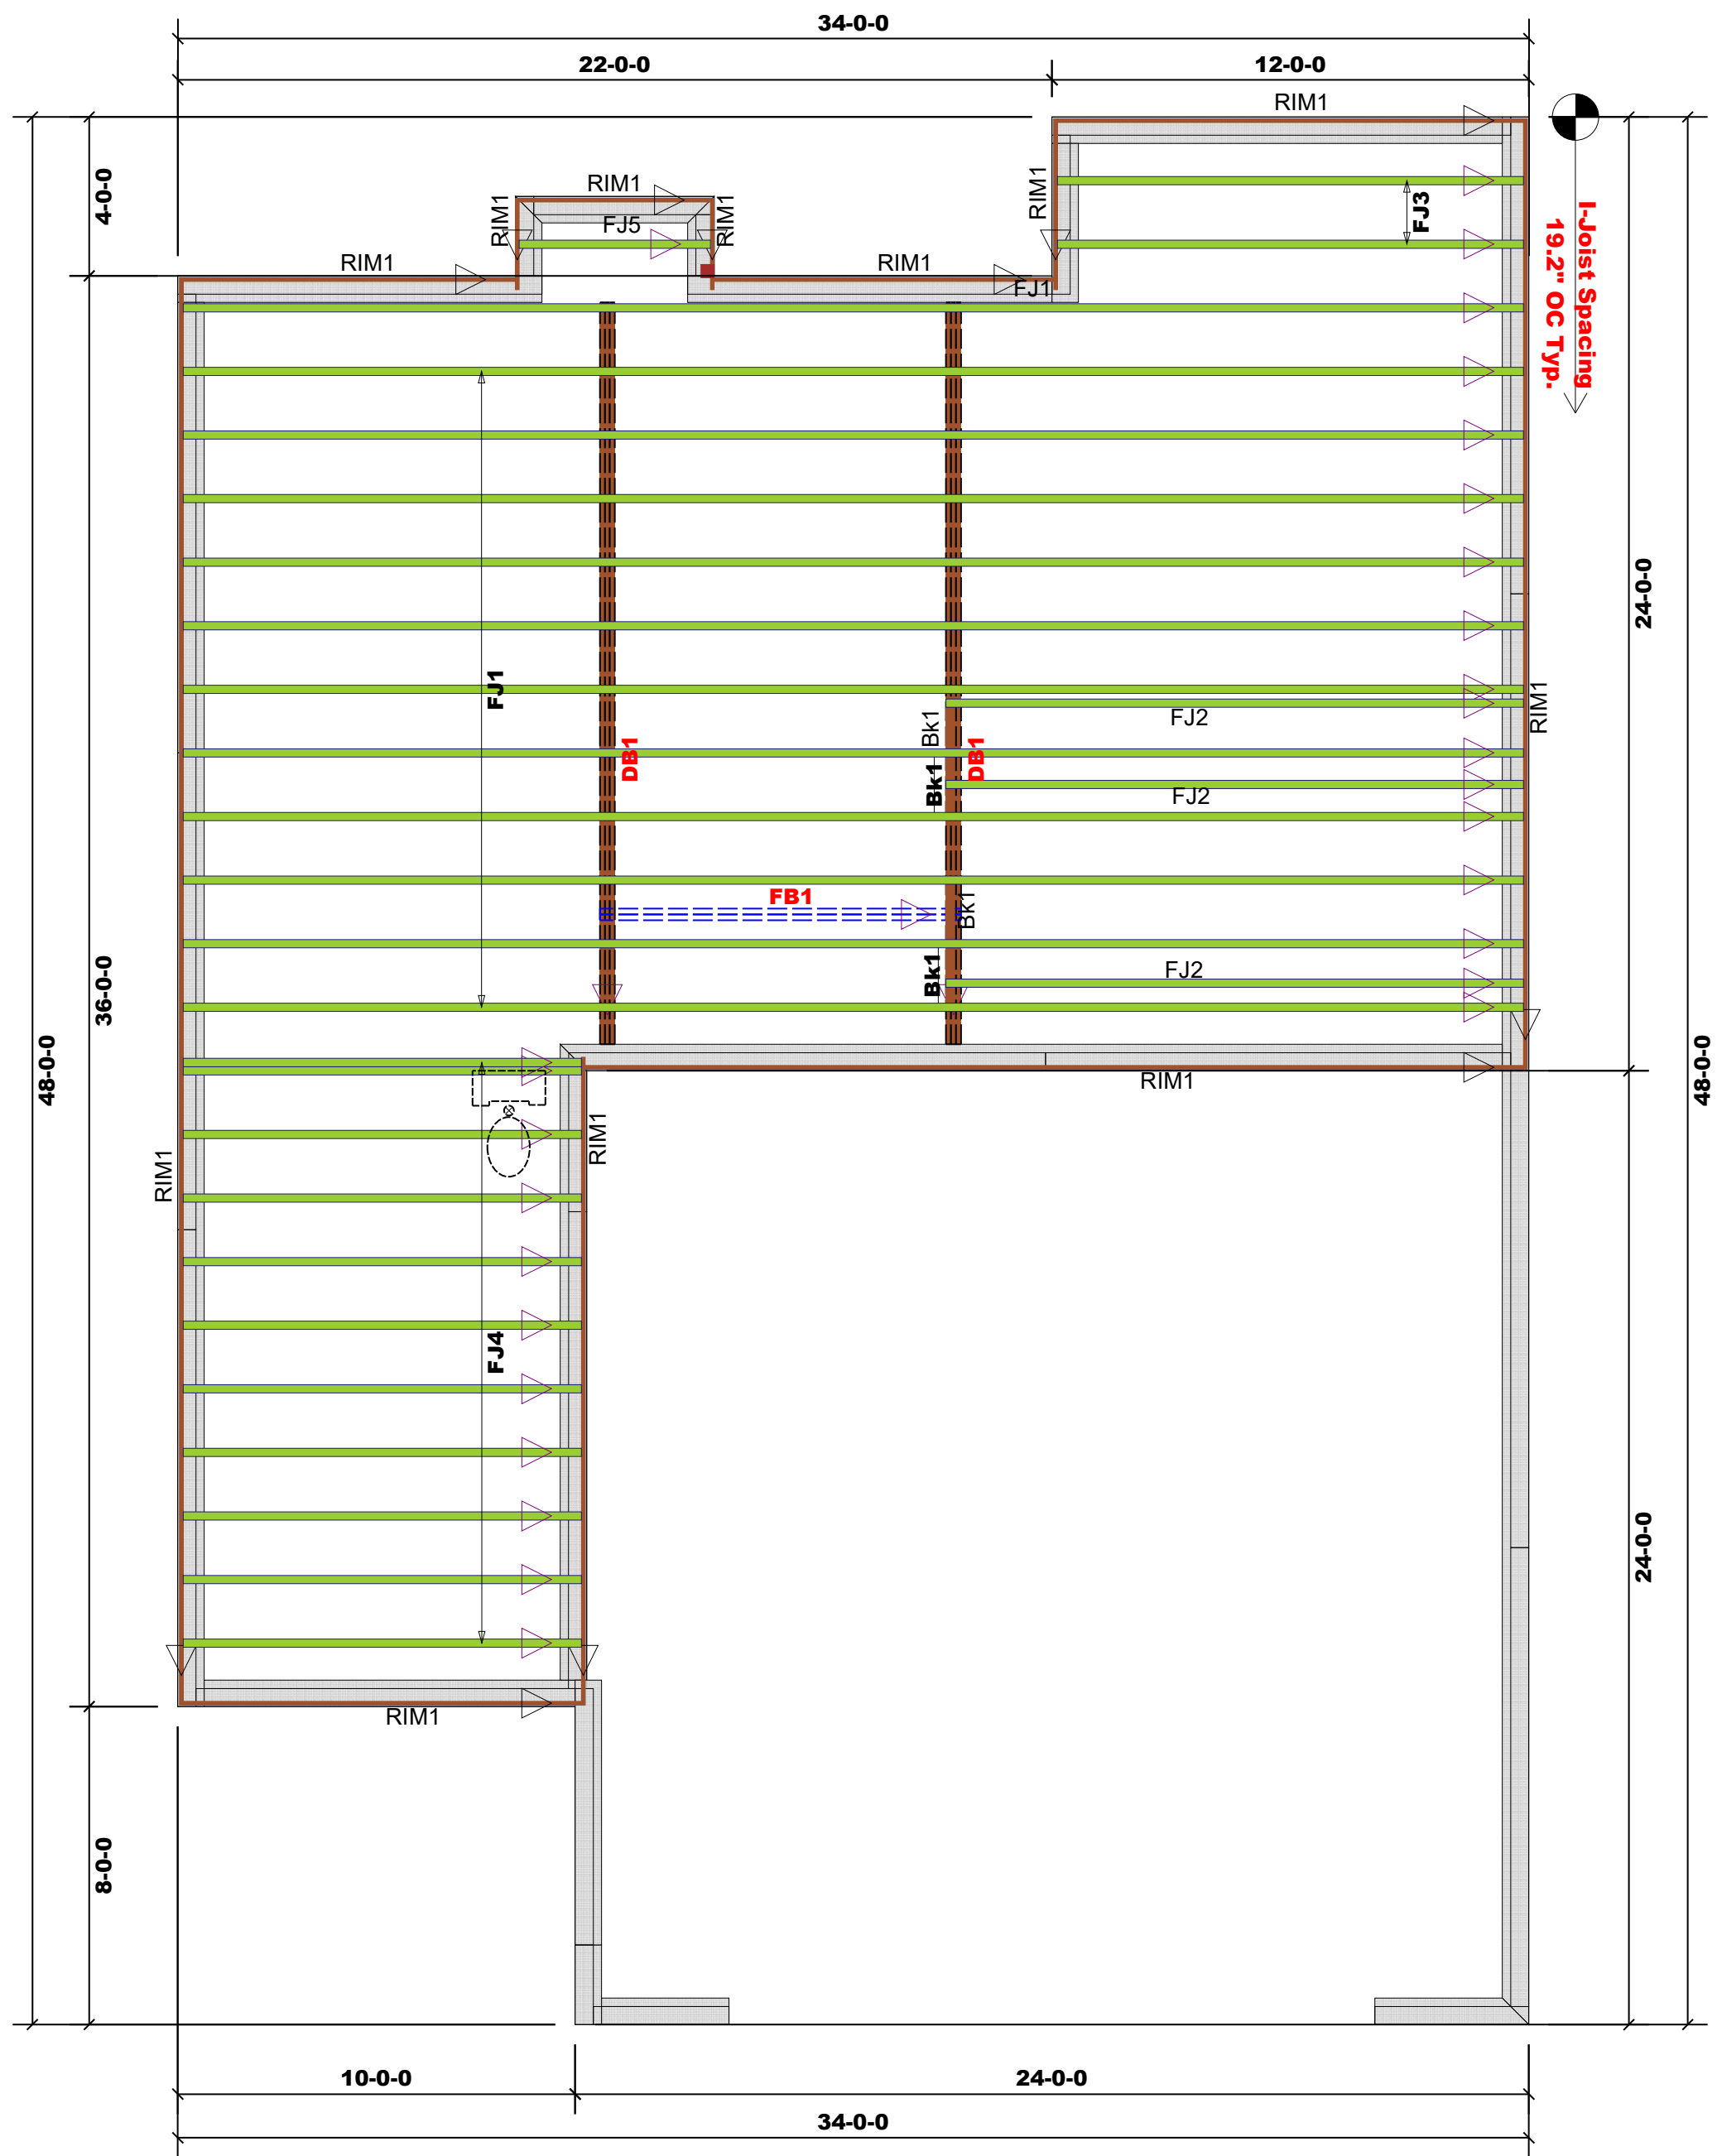 34-0-0
22-0-0
12-0-0
RIM1
4-0-0
RIM1
RIM1
RIM1
RIM1
FJ5
FJ3
I-Joist Spacing
19.2" OC Typ.
RIM1
RIM1
FJ1
24-0-0
FJ1
RIM1
FJ2
Bk1
DB1
DB1
Bk1
FJ2
FB1
Bk1
36-0-0
Bk1
FJ2
48-0-0
48-0-0
RIM1
RIM1
RIM1
FJ4
24-0-0
RIM1
8-0-0
10-0-0
24-0-0
34-0-0